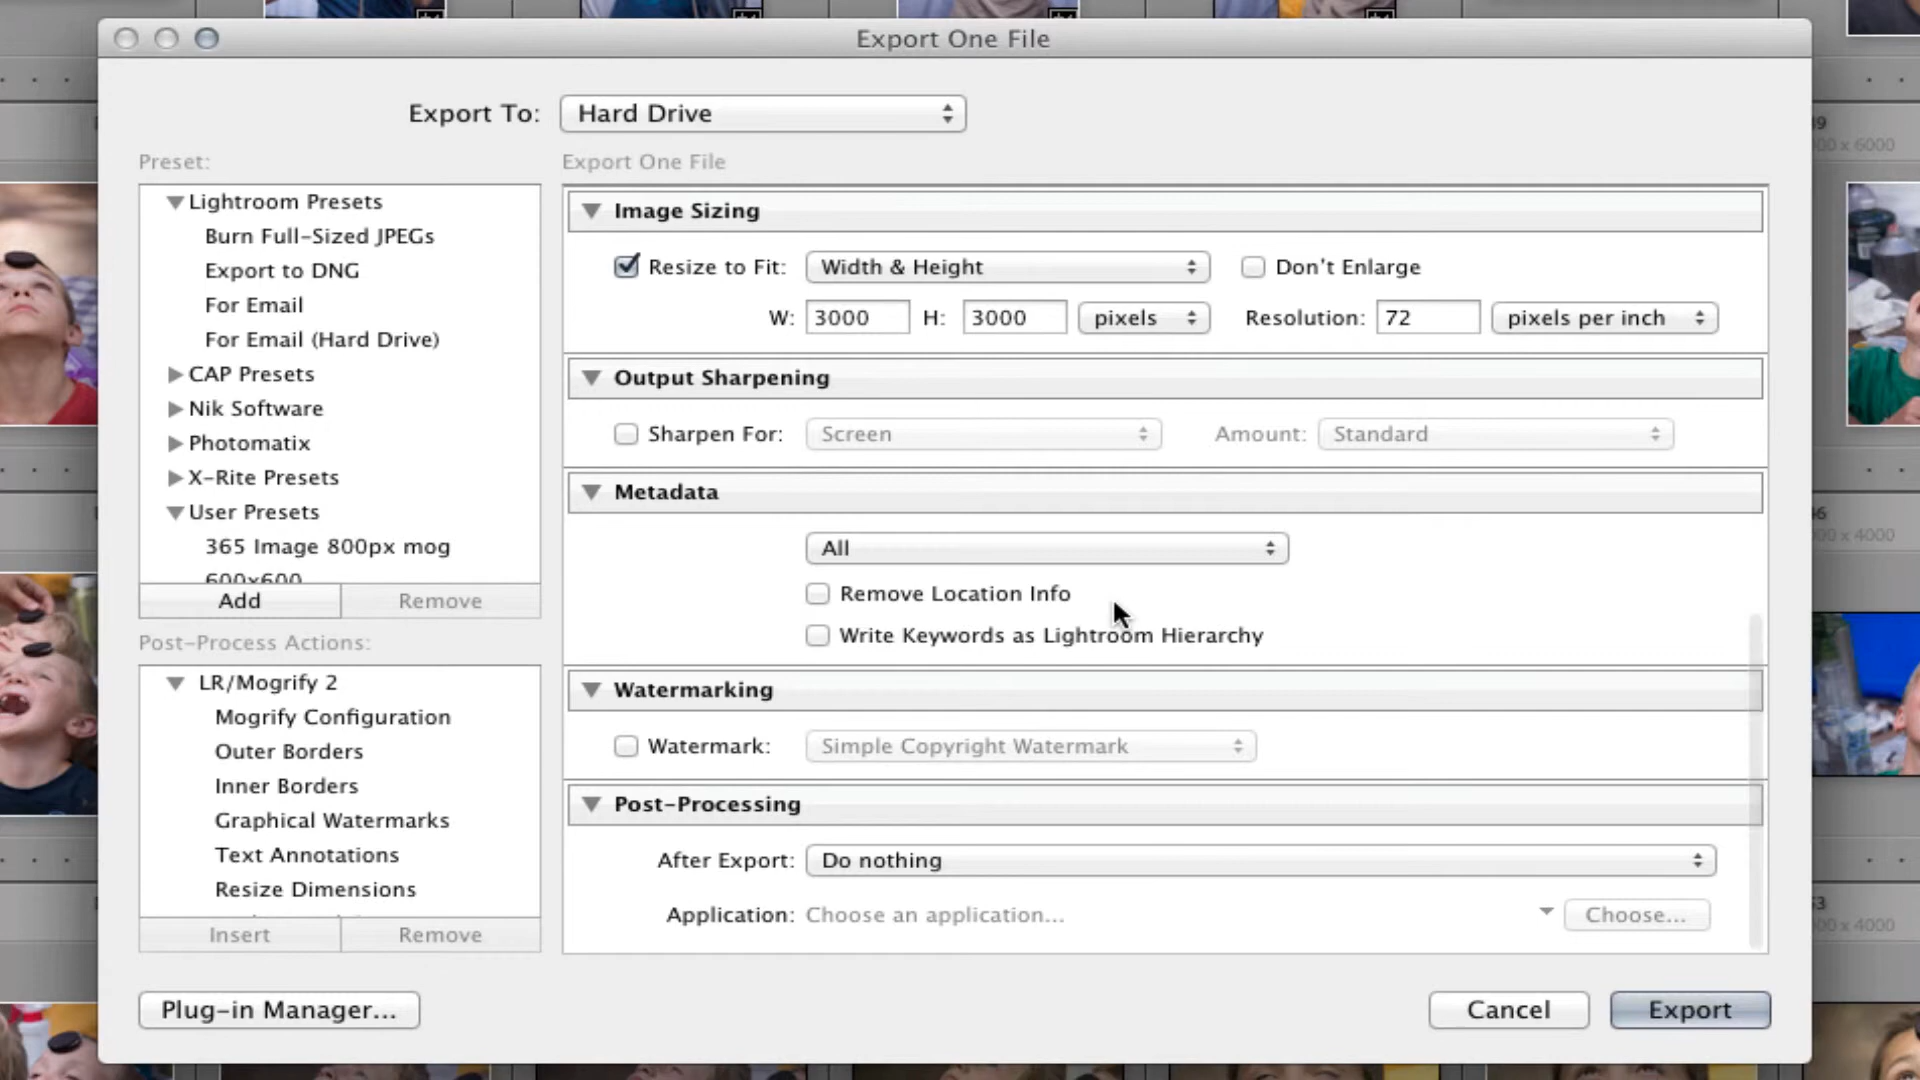 Export One File
Export To: Hard Drive
Preset:
Lightroom Presets
Burn Full-Sized JPEGs
Export to DNG
For Email
For Email (Hard Drive)
CAP Presets
Nik Software
Photomatix
X-Rite Presets
User Presets
365 Image 800px mog
600x600
Add Remove
Post-Process Actions:
LR/Mogrify 2
Mogrify Configuration
Outer Borders
Inner Borders
Graphical Watermarks
Text Annotations
Resize Dimensions
Insert Remove
Export One File
Image Sizing
Resize to Fit: Width & Height Don't Enlarge
W: 3000 H: 3000 pixels Resolution: 72 pixels per inch
Output Sharpening
Sharpen For: Screen Amount: Standard
Metadata
All
Remove Location Info
Write Keywords as Lightroom Hierarchy
Watermarking
Watermark: Simple Copyright Watermark
Post-Processing
After Export: Do nothing
Application: Choose an application... Choose...
Plug-in Manager... Cancel Export